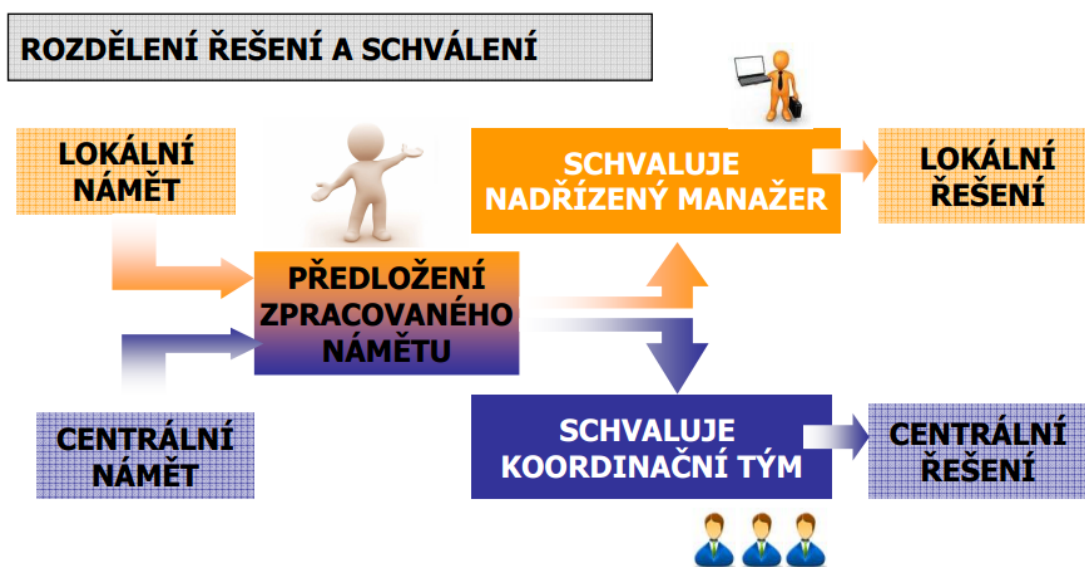 ROZDĚLENÍ ŘEŠENÍ A SCHVÁLENÍ
LOKÁLNÍ
NÁMĚT
SCHVALUJE
NADŘÍZENÝ MANAŽER
LOKÁLNÍ
ŘEŠENÍ
PŘEDLOŽENÍ
ZPRACOVANÉHO
NÁMĚTU
CENTRÁLNÍ
NÁMĚT
SCHVALUJE
KOORDINAČNÍ TÝM
CENTRÁLNÍ
ŘEŠENÍ